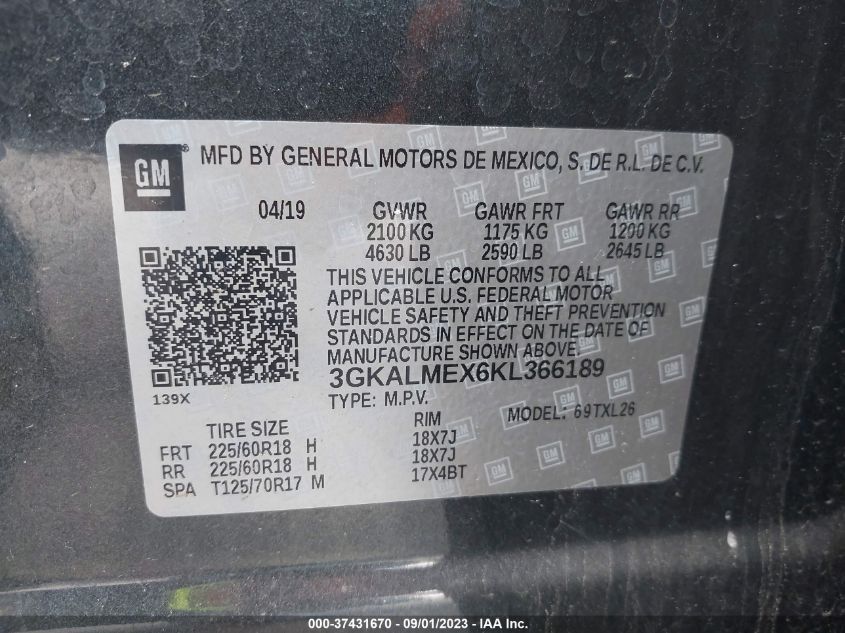 GM ® MFD BY GENERAL MOTORS DE MEXICO, S. DE R.L. DE C.V.
04/19 GVWR GAWR FRT GAWR RR
2100 KG 1175 KG 1200 KG
4630 LB 2590 LB 2645 LB
THIS VEHICLE CONFORMS TO ALL
APPLICABLE U.S. FEDERAL MOTOR
VEHICLE SAFETY AND THEFT PREVENTION
STANDARDS IN EFFECT ON THE DATE OF
MANUFACTURE SHOWN ABOVE.
3GKALMEX6KL366189
139X
TYPE: M.P.V. MODEL: 69TXL26
TIRE SIZE RIM
FRT 225/60R18 H 18X7J
RR 225/60R18 H 18X7J
SPA T125/70R17 M 17X4BT
000-37431670 - 09/01/2023 - ©IAA, Inc.